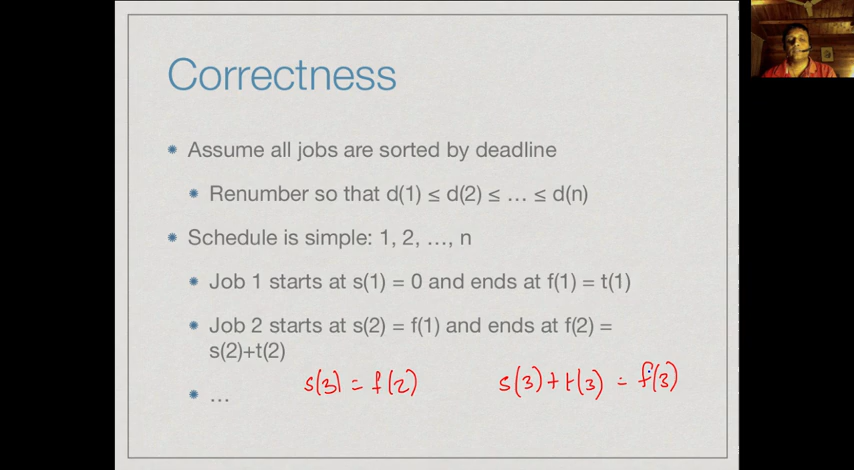 Correctness
Assume all jobs are sorted by deadline
Renumber so that d(1) ≤ d(2) ≤ … ≤ d(n)
Schedule is simple: 1, 2, …, n
Job 1 starts at s(1) = 0 and ends at f(1) = t(1)
Job 2 starts at s(2) = f(1) and ends at f(2) =
s(2)+t(2)
s(3) = f(2) s(3) + t(3) = f(3)
…